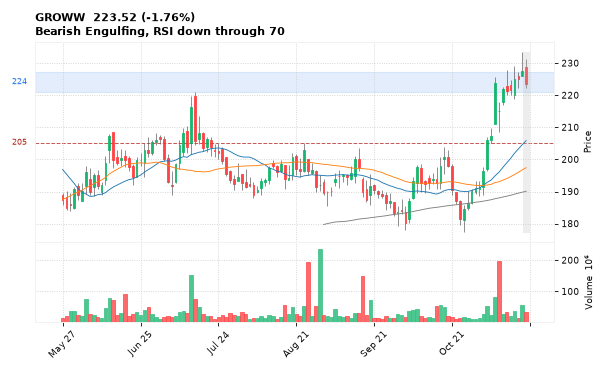 GROWW 223.52 (-1.76%)
Bearish Engulfing, RSI down through 70
224
205
230
220
210
200
190
180
Price
200
100
Volume 10⁴
May 27
Jun 25
Jul 24
Aug 21
Sep 21
Oct 21